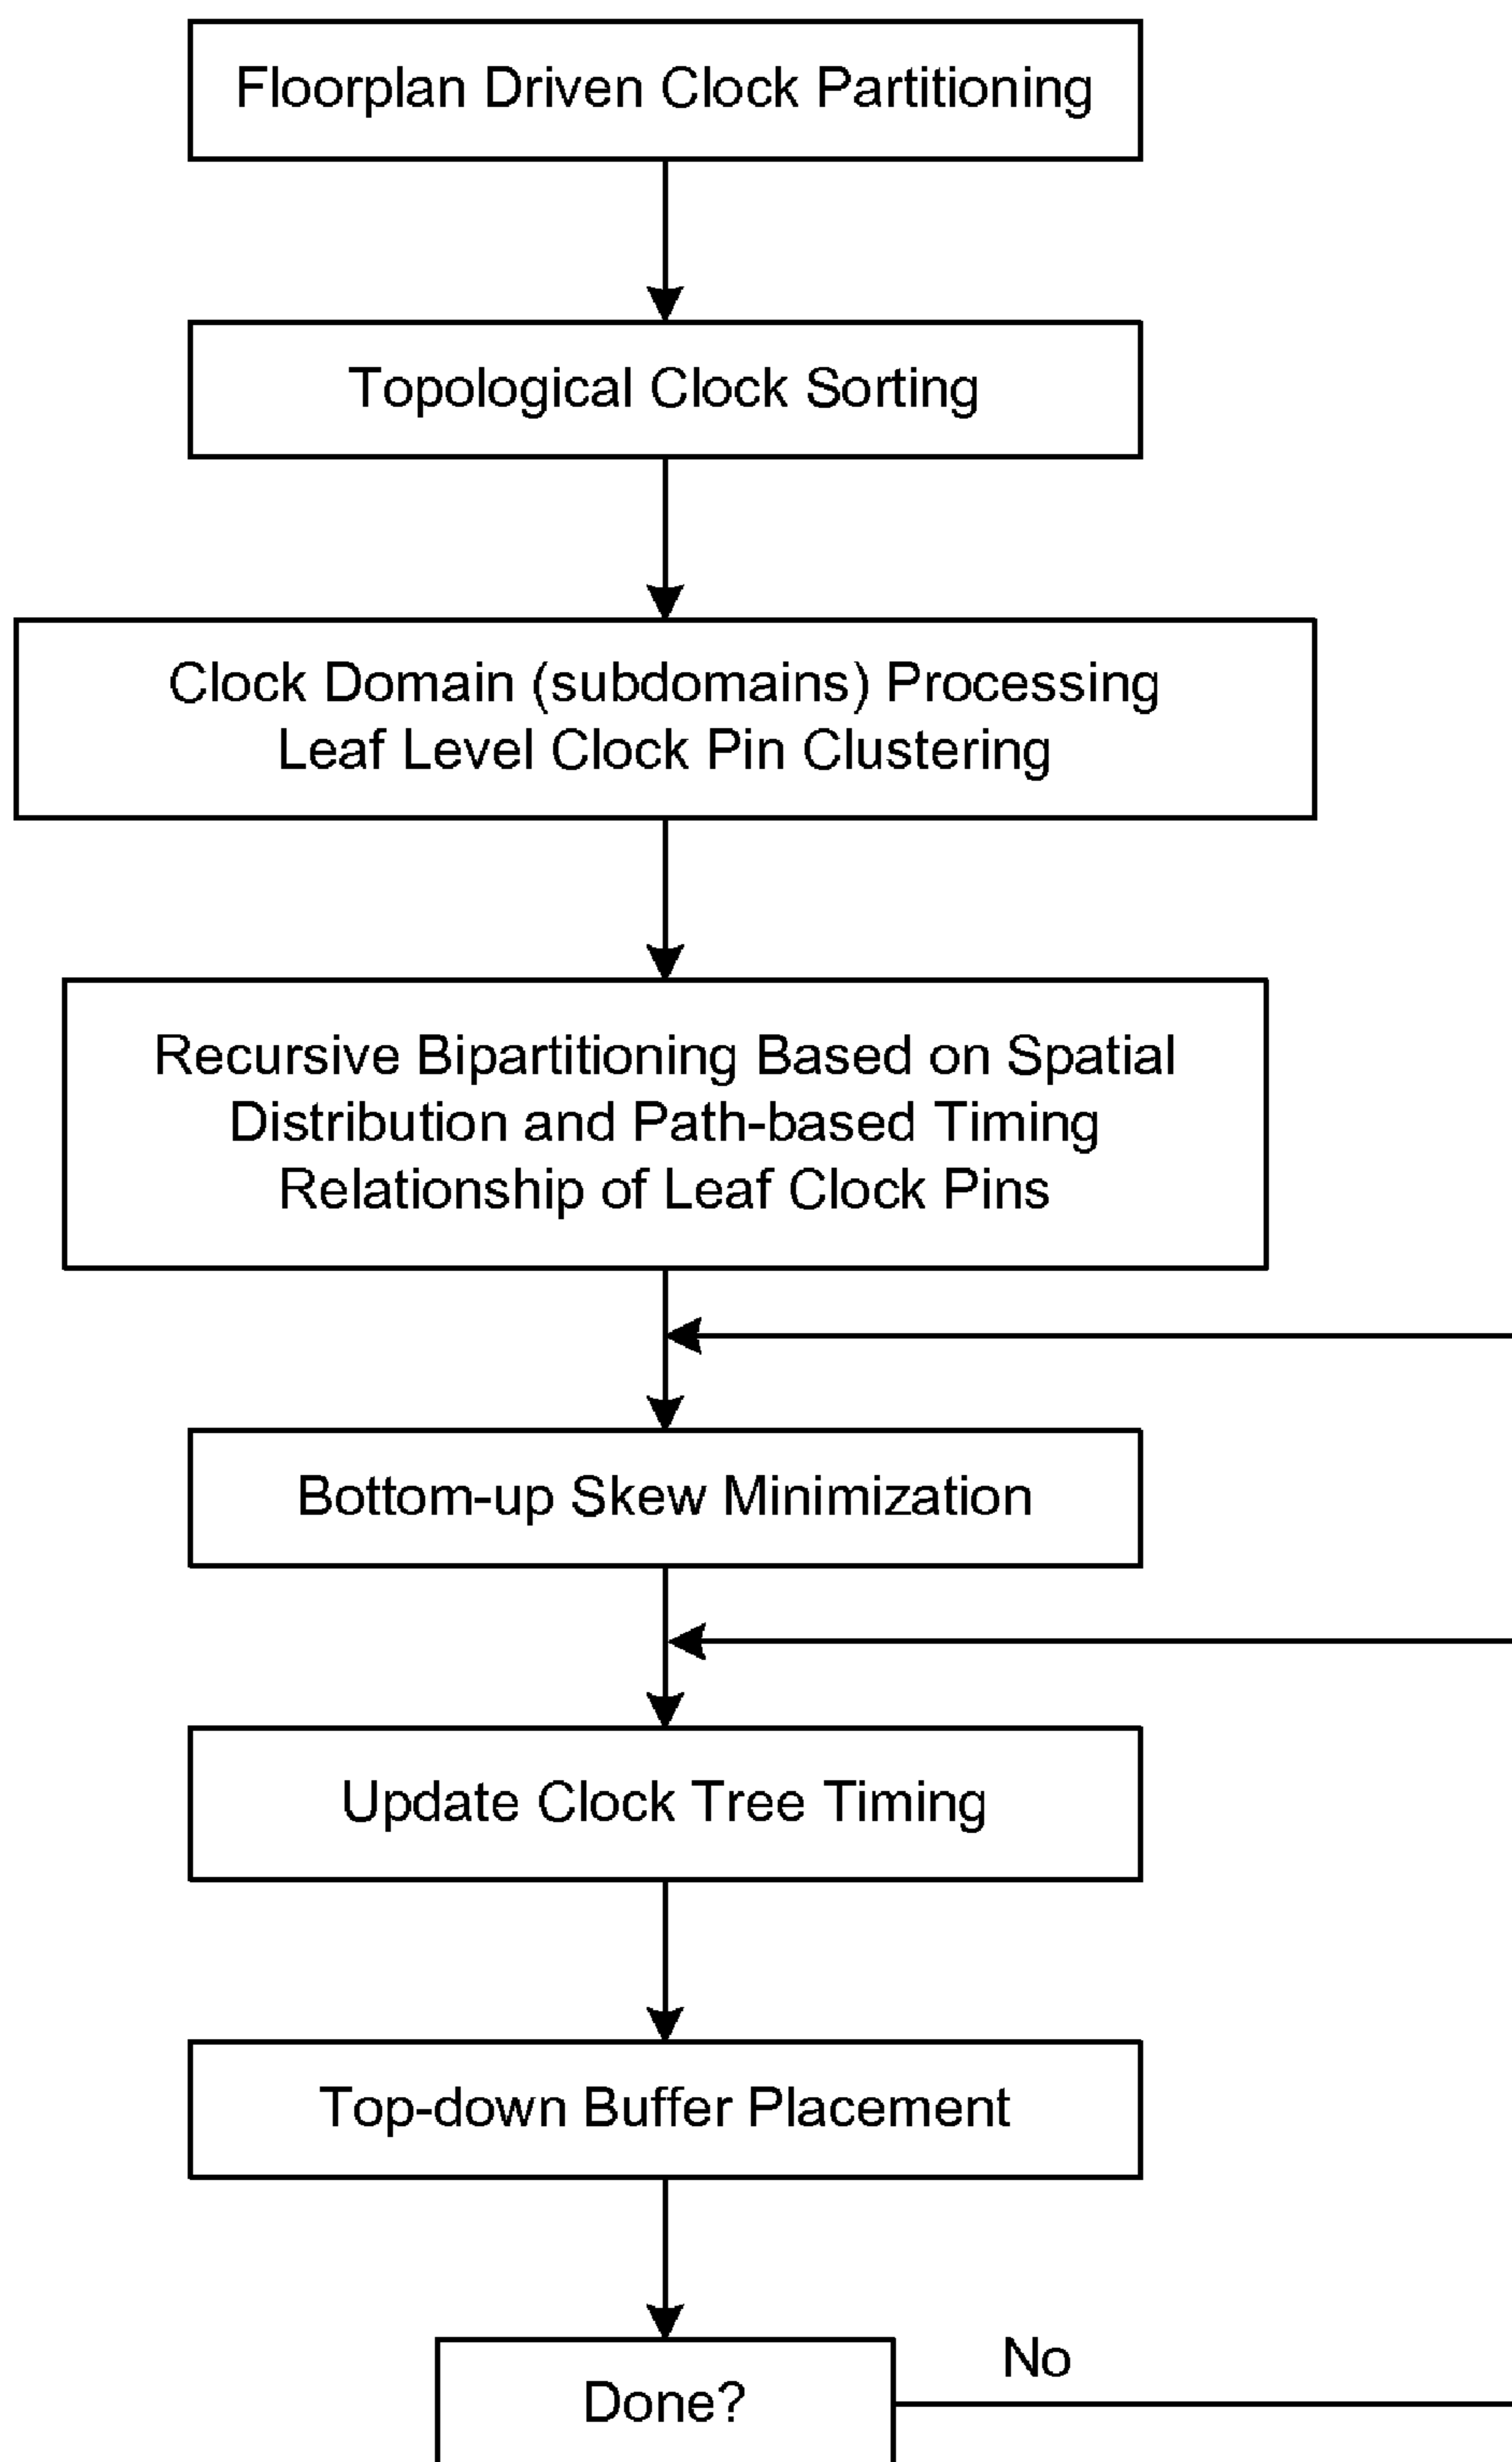 Floorplan Driven Clock Partitioning
Topological Clock Sorting
Clock Domain (subdomains) Processing
Leaf Level Clock Pin Clustering
Recursive Bipartitioning Based on Spatial
Distribution and Path-based Timing
Relationship of Leaf Clock Pins
Bottom-up Skew Minimization
Update Clock Tree Timing
Top-down Buffer Placement
No
Done?